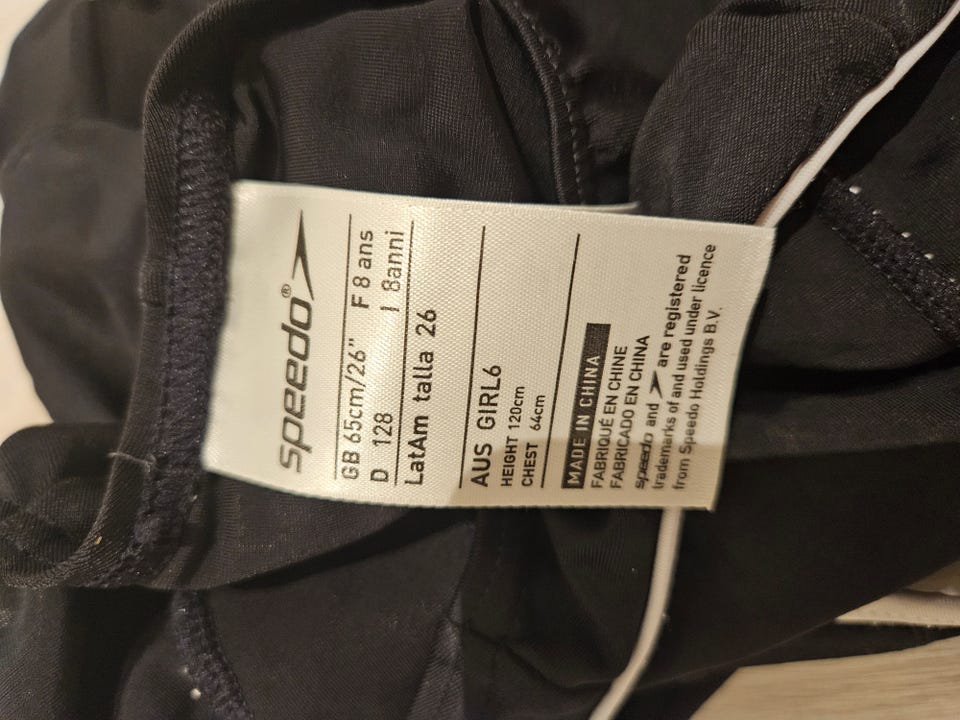 speedo®
GB 65cm/26" F 8 ans
D 128 I 8anni
LatAm talla 26
AUS GIRL6
HEIGHT 120cm
CHEST 64cm
MADE IN CHINA
FABRIQUÉ EN CHINE
FABRICADO EN CHINA
speedo and are registered
trademarks of and used under licence
from Speedo Holdings B.V.